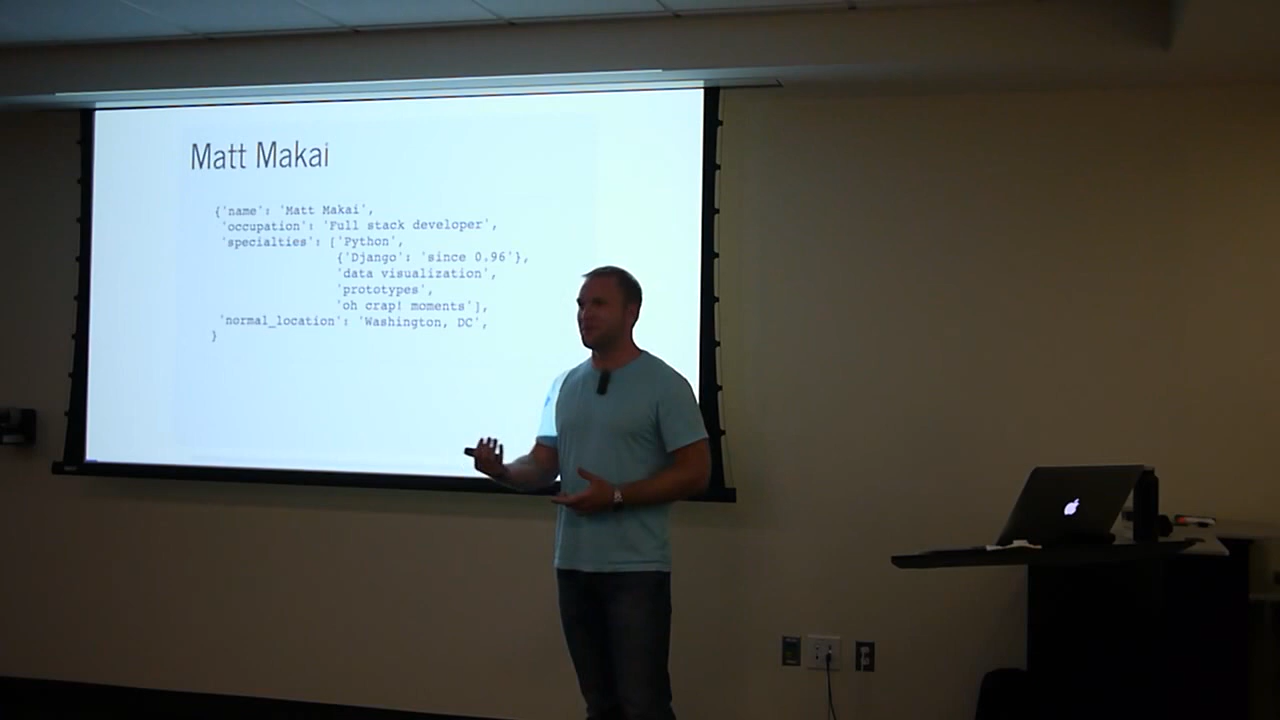 Matt Makai
{'name': 'Matt Makai',
'occupation': 'Full stack developer',
'specialties': ['Python',
{'Django': 'since 0.96'},
'data visualization',
'prototypes',
'oh crap! moments'],
'normal_location': 'Washington, DC',
}